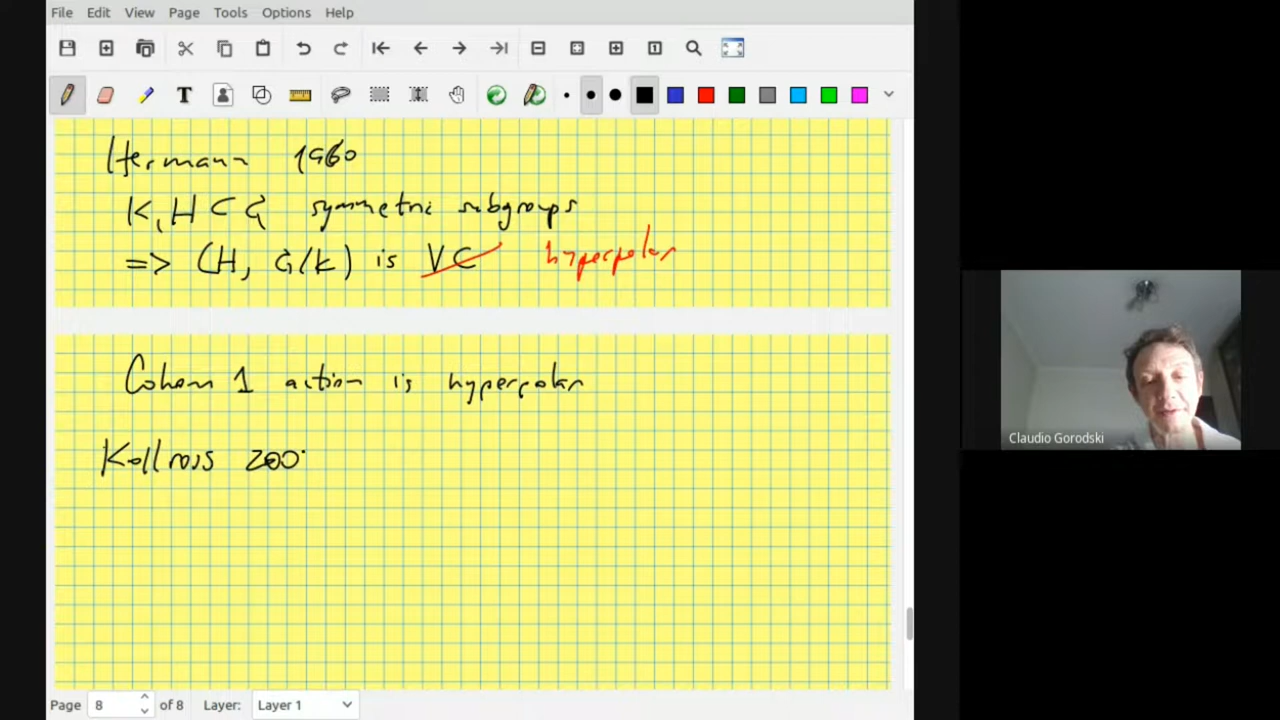 File Edit View Page Tools Options Help
Hermann 1960
K, H ⊂ G symmetric subgroups
=> (H, G/K) is VC hyperpolar
Cohom 1 action is hyperpolar
Kollross 200
Claudio Gorodski
Page 8 of 8 Layer: Layer 1